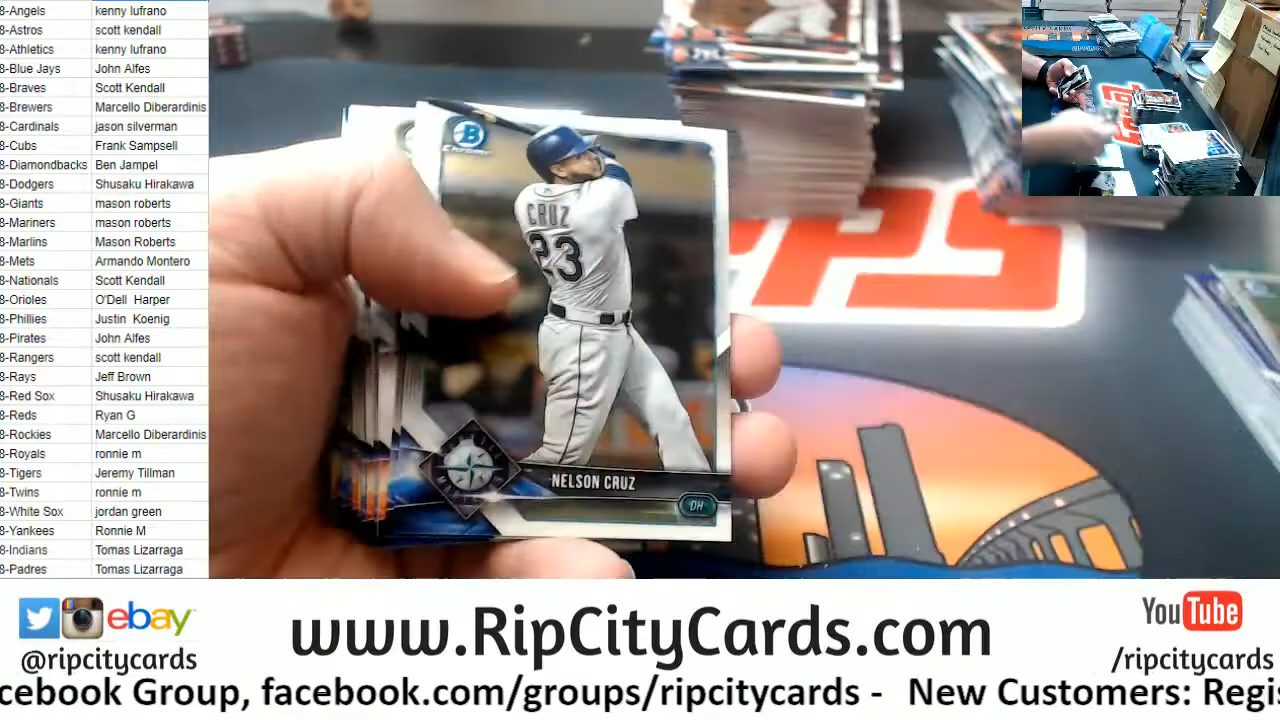 8-Angels kenny lufrano
8-Astros scott kendall
8-Athletics kenny lufrano
8-Blue Jays John Alfes
8-Braves Scott Kendall
8-Brewers Marcello Diberardinis
8-Cardinals jason silverman
8-Cubs Frank Sampsell
8-Diamondbacks Ben Jampel
8-Dodgers Shusaku Hirakawa
8-Giants mason roberts
8-Mariners mason roberts
8-Marlins Mason Roberts
8-Mets Armando Montero
8-Nationals Scott Kendall
8-Orioles O'Dell Harper
8-Phillies Justin Koenig
8-Pirates John Alfes
8-Rangers scott kendall
8-Rays Jeff Brown
8-Red Sox Shusaku Hirakawa
8-Reds Ryan G
8-Rockies Marcello Diberardinis
8-Royals ronnie m
8-Tigers Jeremy Tillman
8-Twins ronnie m
8-White Sox jordan green
8-Yankees Ronnie M
8-Indians Tomas Lizarraga
8-Padres Tomas Lizarraga
B
Chrome
CRUZ
23
NELSON CRUZ
DH
ebay
@ripcitycards
www.RipCityCards.com
YouTube
/ripcitycards
cebook Group, facebook.com/groups/ripcitycards - New Customers: Regis